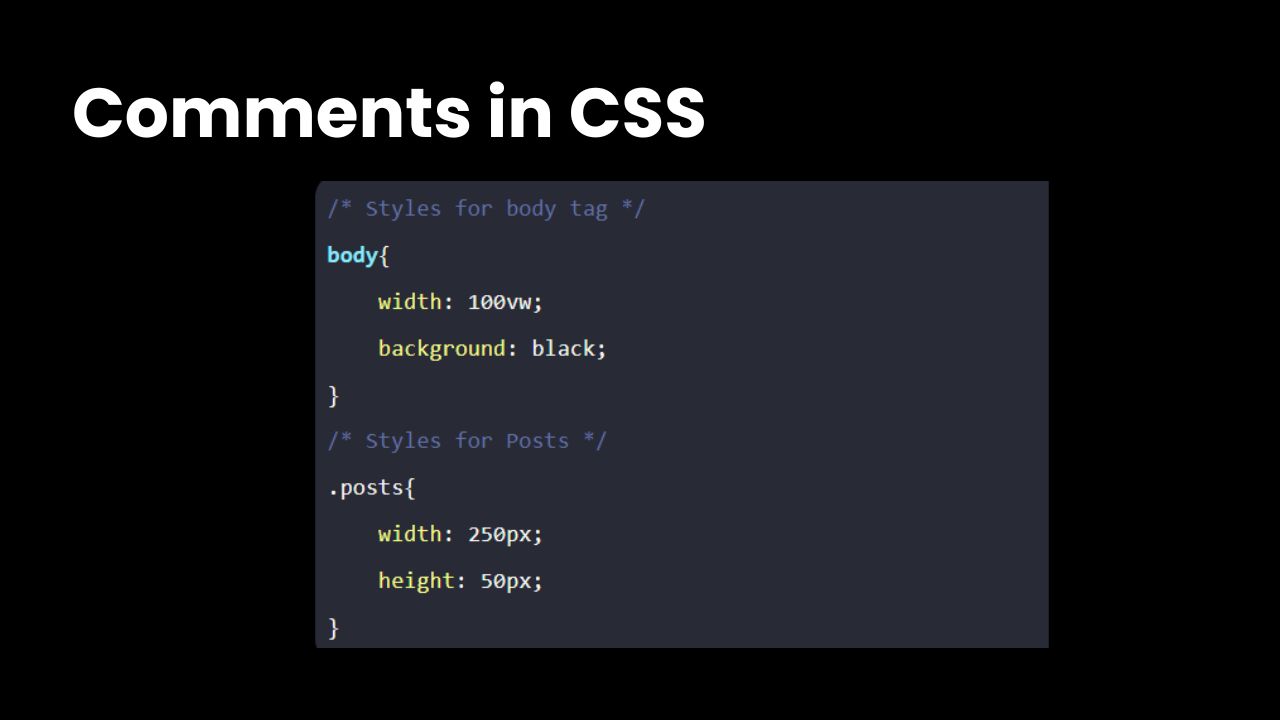 Comments in CSS
/* Styles for body tag */
body{
    width: 100vw;
    background: black;
}
/* Styles for Posts */
.posts{
    width: 250px;
    height: 50px;
}